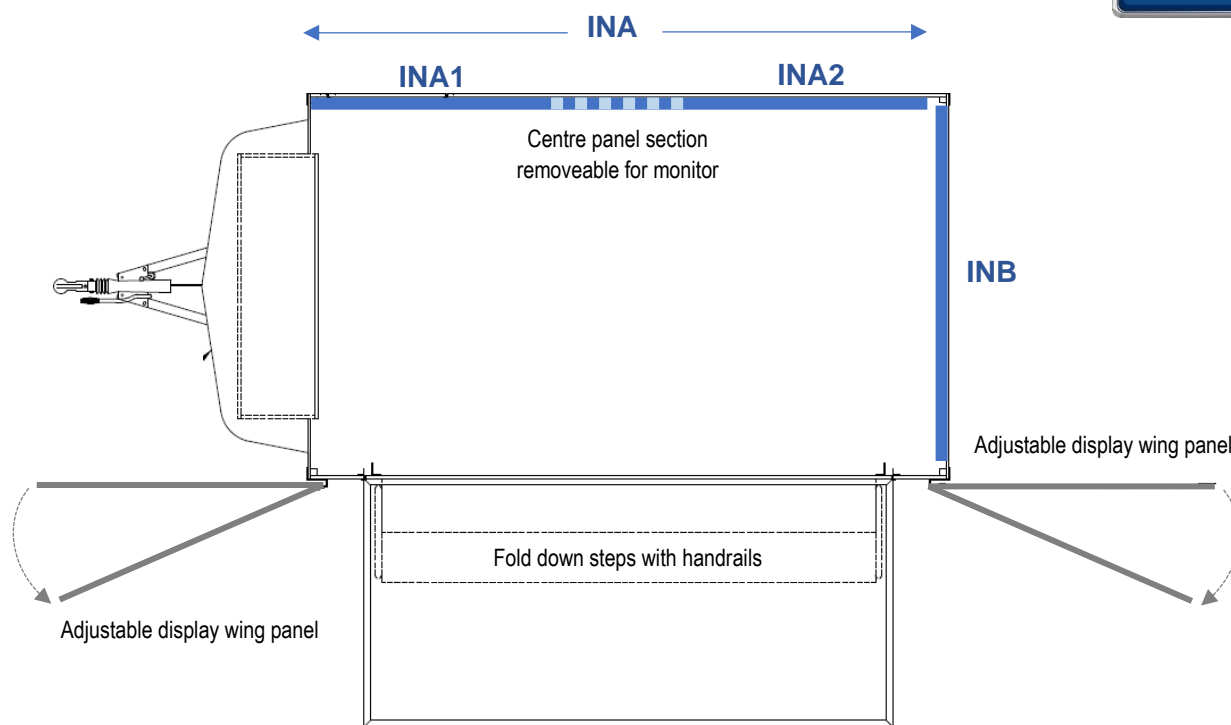 INA
INA1
INA2
Centre panel section
removeable for monitor
INB
Adjustable display wing panel
Fold down steps with handrails
Adjustable display wing panel